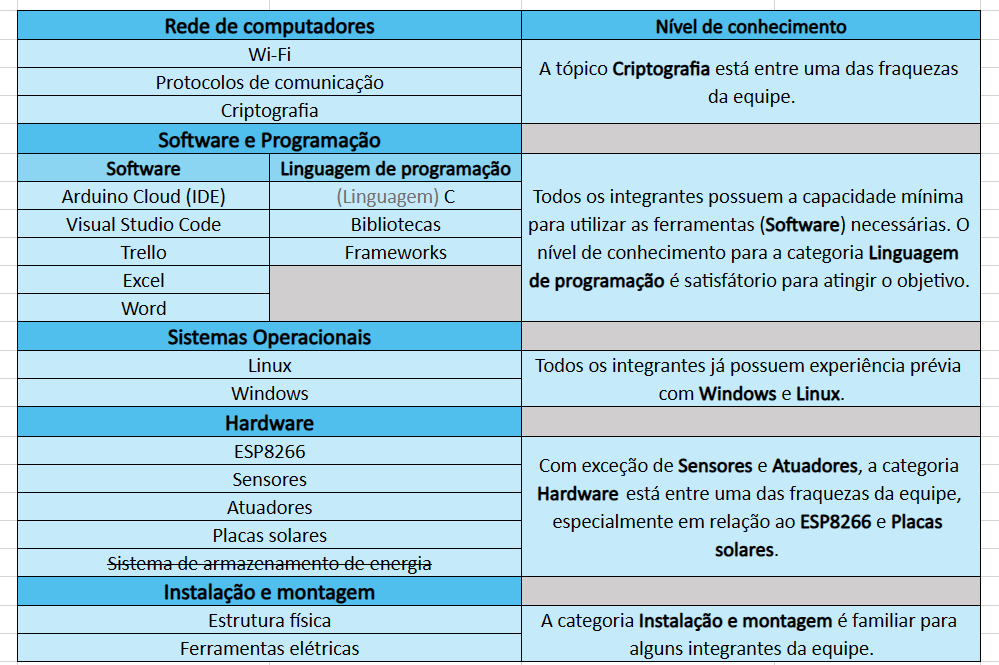 Rede de computadores
Nível de conhecimento
Wi-Fi
Protocolos de comunicação
Criptografia
A tópico Criptografia está entre uma das fraquezas
da equipe.
Software e Programação
Software
Linguagem de programação
Arduino Cloud (IDE)
(Linguagem) C
Visual Studio Code
Bibliotecas
Trello
Frameworks
Excel
Word
Todos os integrantes possuem a capacidade mínima
para utilizar as ferramentas (Software) necessárias. O
nível de conhecimento para a categoria Linguagem
de programação é satisfátorio para atingir o objetivo.
Sistemas Operacionais
Linux
Windows
Todos os integrantes já possuem experiência prévia
com Windows e Linux.
Hardware
ESP8266
Sensores
Atuadores
Placas solares
Sistema de armazenamento de energia
Com exceção de Sensores e Atuadores, a categoria
Hardware está entre uma das fraquezas da equipe,
especialmente em relação ao ESP8266 e Placas
solares.
Instalação e montagem
Estrutura física
Ferramentas elétricas
A categoria Instalação e montagem é familiar para
alguns integrantes da equipe.